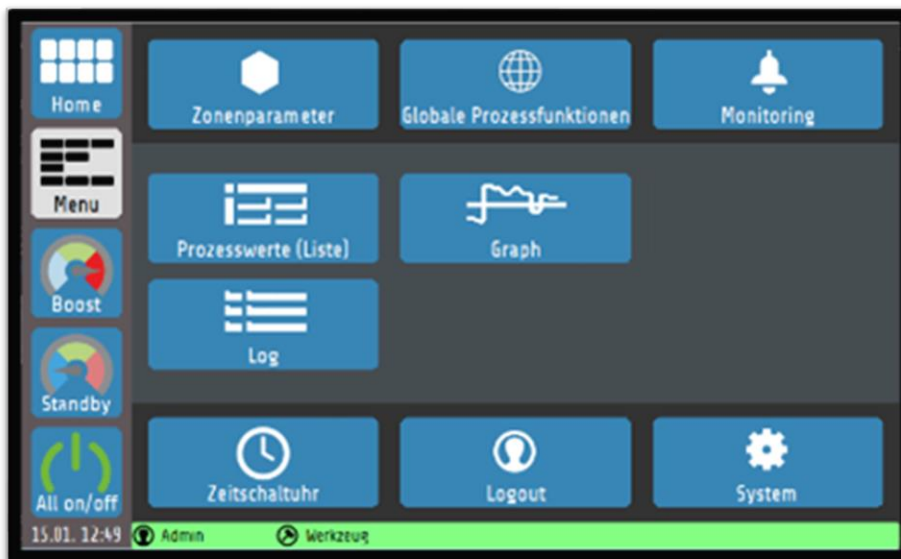 Home
Zonenparameter
Globale Prozessfunktionen
Monitoring
Menu
Prozesswerte (Liste)
Graph
Boost
Log
Standby
All on/off
Zeitschaltuhr
Logout
System
15.01. 12:49
Admin
Werkzeug